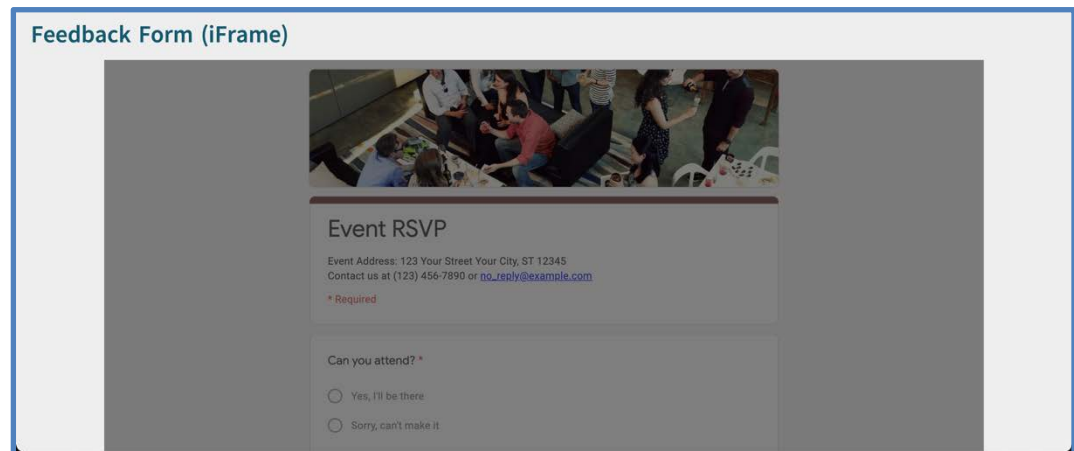 Feedback Form (iFrame)
Event RSVP
Event Address: 123 Your Street Your City, ST 12345
Contact us at (123) 456-7890 or no_reply@example.com
* Required
Can you attend? *
Yes, I'll be there
Sorry, can't make it